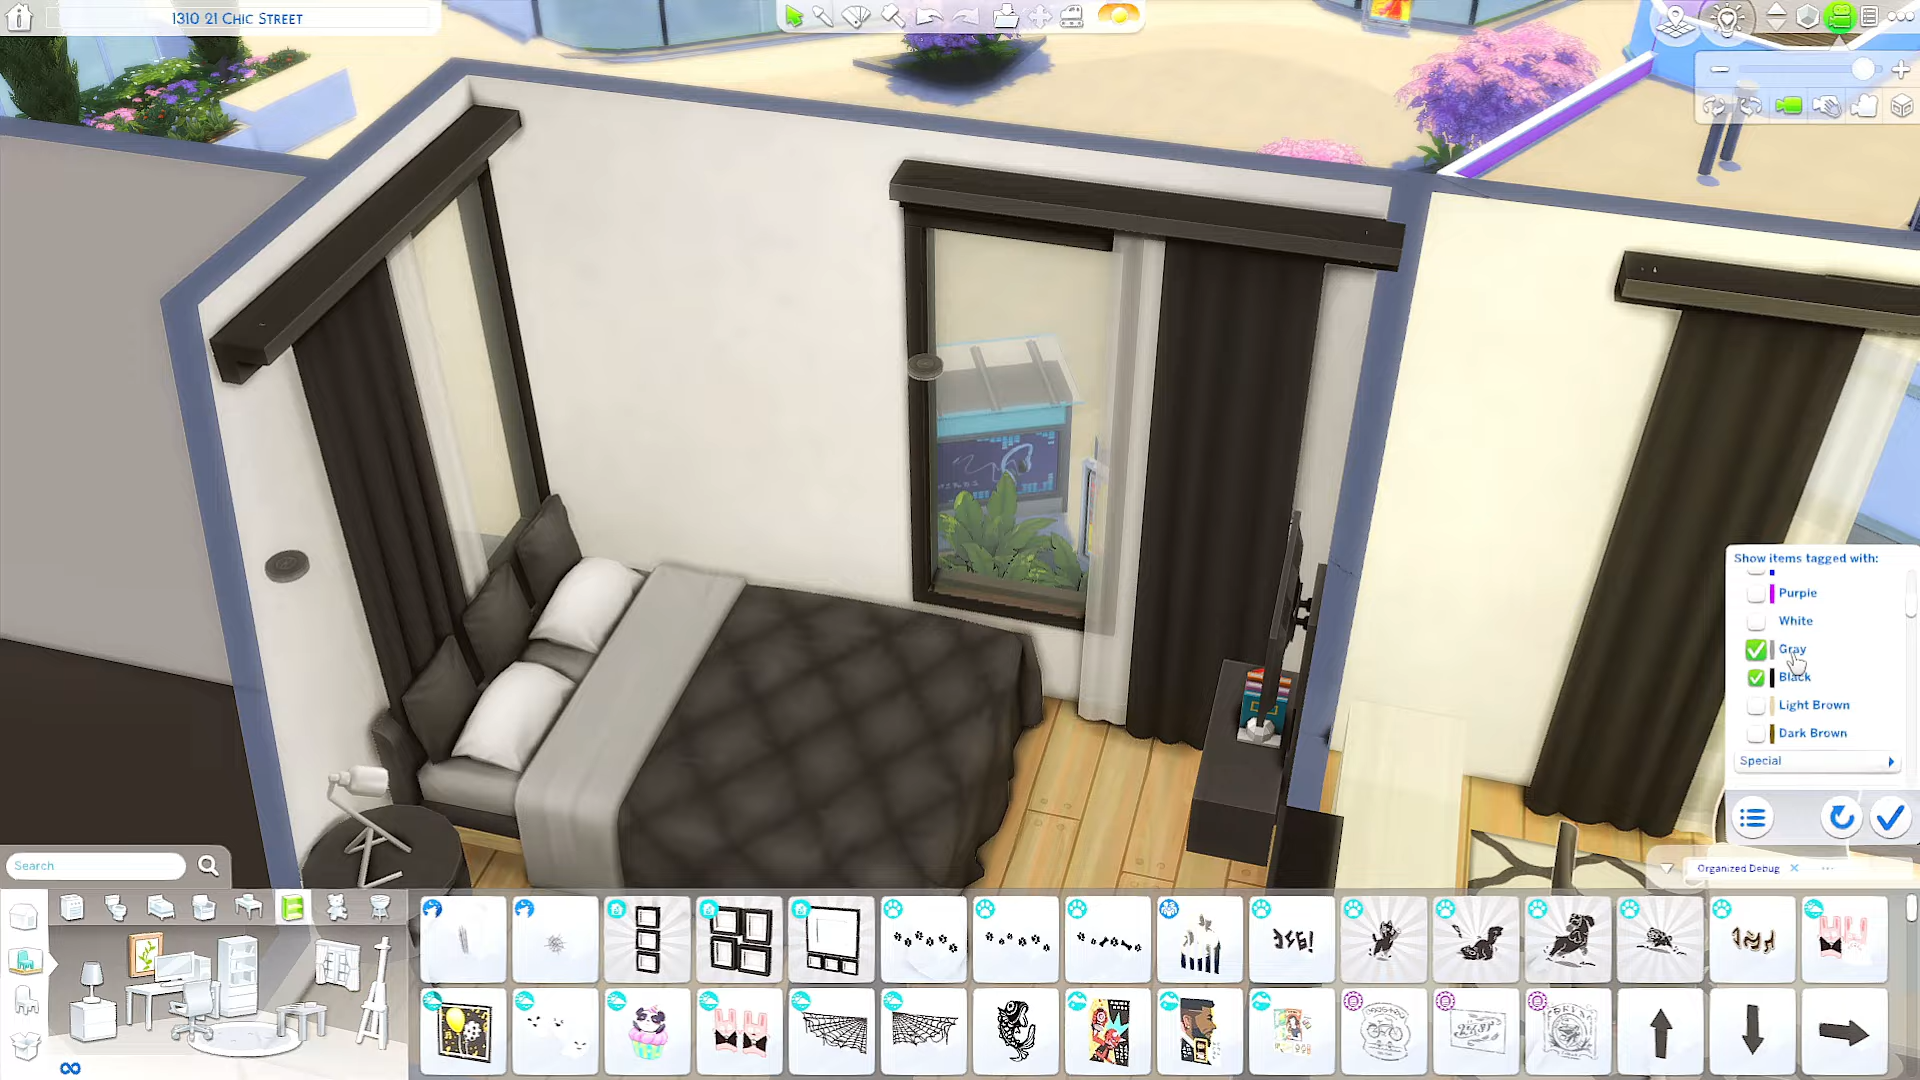 1310 21 Chic Street
Show items tagged with:
Purple
White
Gray
Black
Light Brown
Dark Brown
Special
Search
Organized Debug